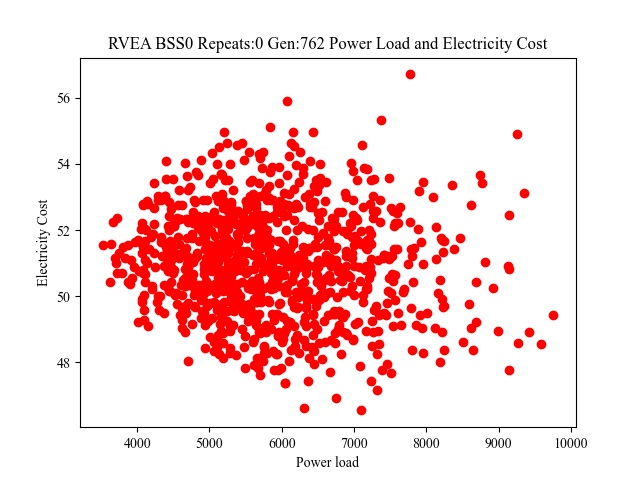 RVEA BSS0 Repeats:0 Gen:762 Power Load and Electricity Cost
56
54
52
50
48
Electricity Cost
4000 5000 6000 7000 8000 9000 10000
Power load